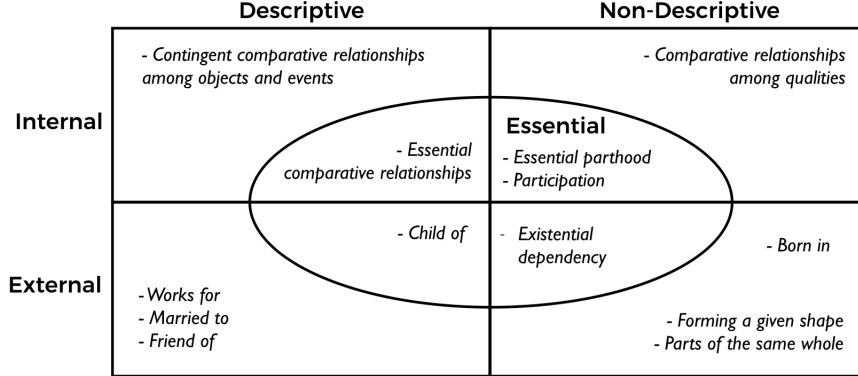 Descriptive
Non-Descriptive
Internal
- Contingent comparative relationships
among objects and events
- Comparative relationships
among qualities
- Essential
comparative relationships
Essential
- Essential parthood
- Participation
External
- Child of
- Existential
dependency
- Born in
- Works for
- Married to
- Friend of
- Forming a given shape
- Parts of the same whole